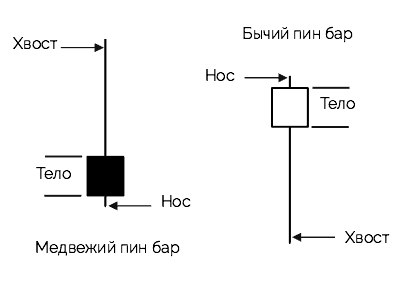 Хвост
Тело
Нос
Медвежий пин бар
Бычий пин бар
Нос
Тело
Хвост